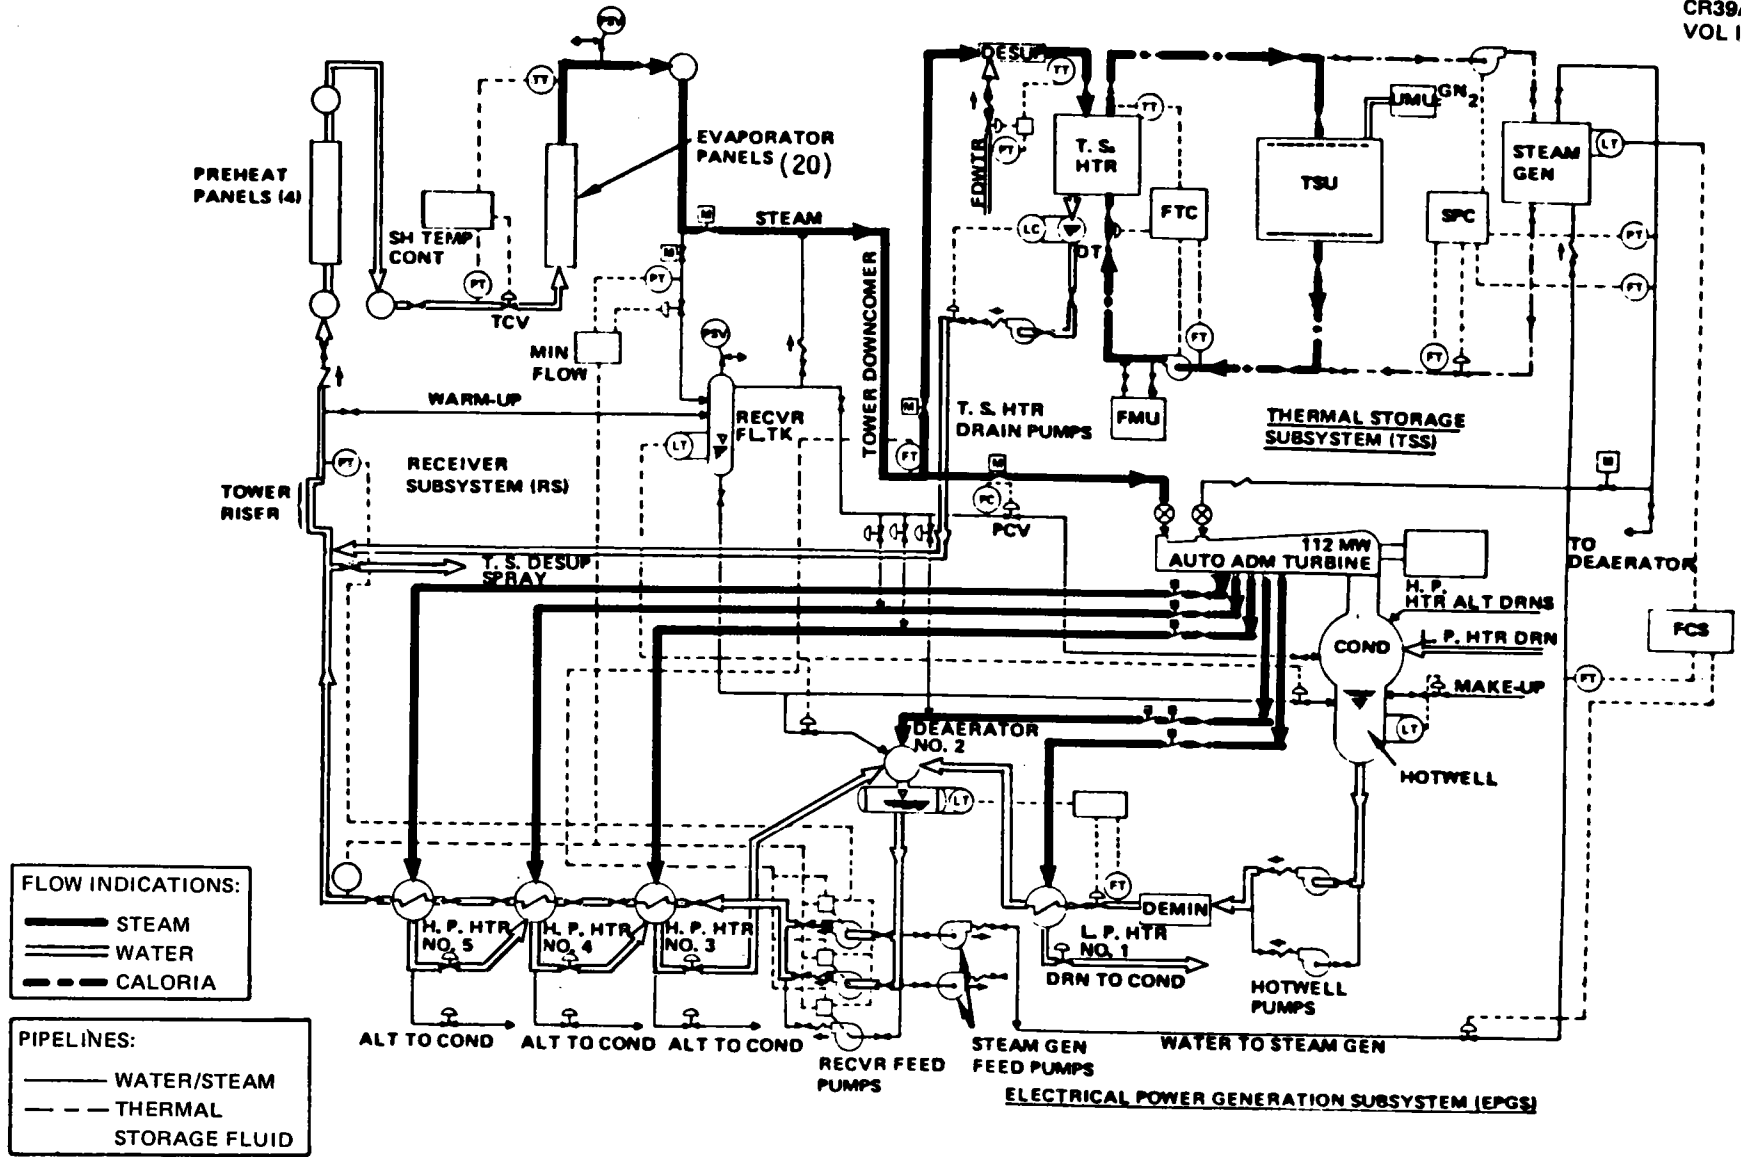 CR39
VOL I
PSV
TT
DESUP
TT
GN2
UMU
TT
EVAPORATOR
PANELS (20)
T. S.
HTR
STEAM
GEN
LT
PREHEAT
PANELS (4)
TSU
FDWTR
PT
FTC
SPC
M
STEAM
LC
SH TEMP
CONT
DT
PT
M
PT
PT
FT
TCV
TOWER DOWNCOMER
PSV
MIN
FLOW
FT
FT
WARM-UP
RECVR
FL.TK
M
T. S. HTR
DRAIN PUMPS
FMU
THERMAL STORAGE
SUBSYSTEM (TSS)
LT
FT
PT
RECEIVER
SUBSYSTEM (RS)
M
M
TOWER
RISER
PC
PCV
112 MW
AUTO ADM TURBINE
TO
DEAERATOR
T. S. DESUP
SPRAY
H. P.
HTR ALT DRNS
L. P. HTR DRN
FCS
COND
FT
MAKE-UP
LT
DEAERATOR
NO. 2
HOTWELL
LT
FLOW INDICATIONS:
STEAM
WATER
CALORIA
FT
DEMIN
H. P. HTR
NO. 5
H. P. HTR
NO. 4
H. P. HTR
NO. 3
L. P. HTR
NO. 1
DRN TO COND
HOTWELL
PUMPS
ALT TO COND
ALT TO COND
ALT TO COND
RECVR FEED
PUMPS
STEAM GEN
FEED PUMPS
WATER TO STEAM GEN
PIPELINES:
WATER/STEAM
THERMAL
STORAGE FLUID
ELECTRICAL POWER GENERATION SUBSYSTEM (EPGS)